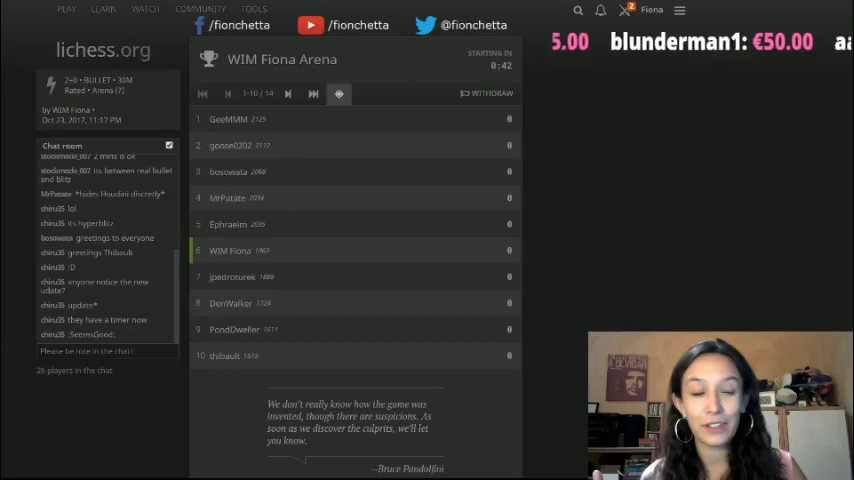 PLAY LEARN WATCH COMMUNITY TOOLS
2 Fiona
/fionchetta /fionchetta @fionchetta
lichess.org
WIM Fiona Arena
STARTING IN
0:42
5.00 blunderman1: €50.00
2+0 • BULLET • 30M
Rated • Arena (?)
by WIM Fiona •
Oct 23, 2017, 11:17 PM
1-10 / 14
WITHDRAW
Chat room
stockmodo_007 2 mins is ok
stockmodo_007 its between real bullet
and blitz
MrPatate *hides Houdini discretly*
chiru35 lol
chiru35 its hyperblitz
bosowata greetings to everyone
chiru35 greetings Thibault
chiru35 :D
chiru35 anyone notice the new
udate?
chiru35 update*
chiru35 they have a timer now
chiru35 :SeemsGood:
Please be nice in the chat!
26 players in the chat
1 GeeMMM 2125 0
2 goose0202 2112 0
3 bosowata 2068 0
4 MrPatate 0
5 Ephraeim 2035 0
6 WIM Fiona 1963 0
7 jpedroturek 1888 0
8 DenWalker 1724 0
9 PondDweller 1611 0
10 thibault 1615 0
We don't really know how the game was
invented, though there are suspicions. As
soon as we discover the culprits, we'll let
you know.
—Bruce Pandolfini